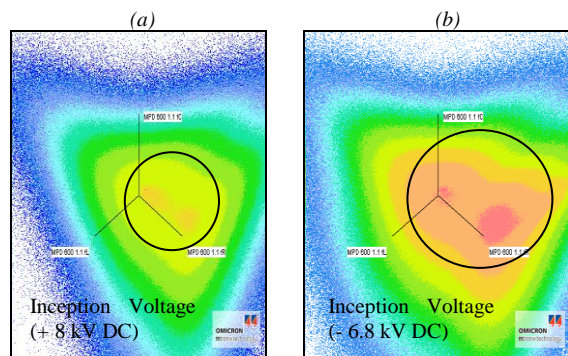 (a)
(b)
MPD 600 1.1 fC
MPD 600 1.1 fC
MPD 600 1.1 fL
MPD 600 1.1 fR
MPD 600 1.1 fL
MPD 600 1.1
Inception Voltage
(+ 8 kV DC)
OMICRON
Inception Voltage
(- 6.8 kV DC)
OMICRON